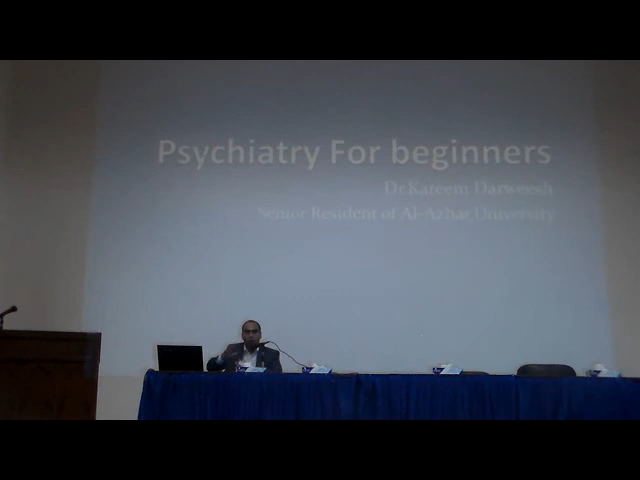 Psychiatry For beginners
Dr.Kareem Darweesh
Senior Resident of Al-Azhar University